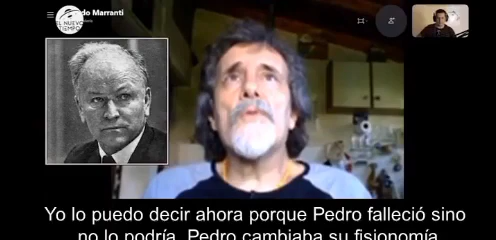 do Marranti
EL NUEVO
TIEMPO
Yo lo puedo decir ahora porque Pedro falleció sino
no lo podría. Pedro cambiaba su fisionomía